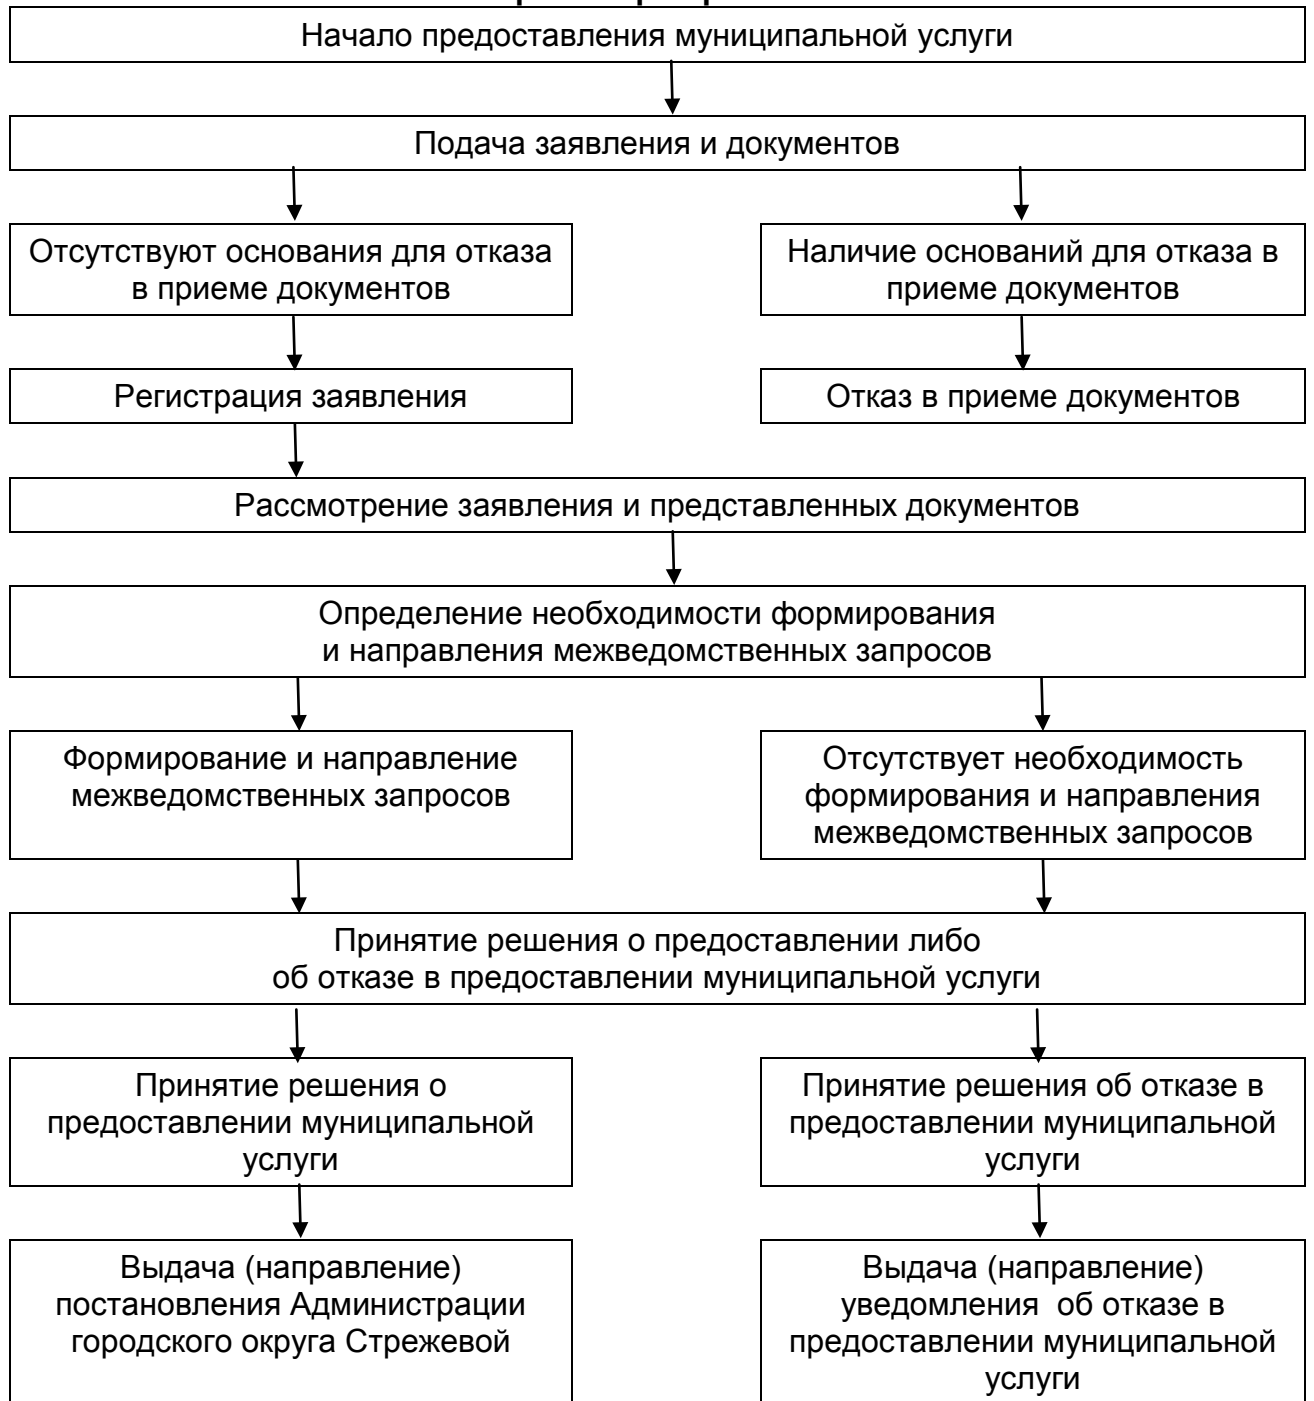 Начало предоставления муниципальной услуги
Подача заявления и документов
Отсутствуют основания для отказа
в приеме документов
Наличие оснований для отказа в
приеме документов
Регистрация заявления
Отказ в приеме документов
Рассмотрение заявления и представленных документов
Определение необходимости формирования
и направления межведомственных запросов
Формирование и направление
межведомственных запросов
Отсутствует необходимость
формирования и направления
межведомственных запросов
Принятие решения о предоставлении либо
об отказе в предоставлении муниципальной услуги
Принятие решения о
предоставлении муниципальной
услуги
Принятие решения об отказе в
предоставлении муниципальной
услуги
Выдача (направление)
постановления Администрации
городского округа Стрежевой
Выдача (направление)
уведомления  об отказе в
предоставлении муниципальной
услуги